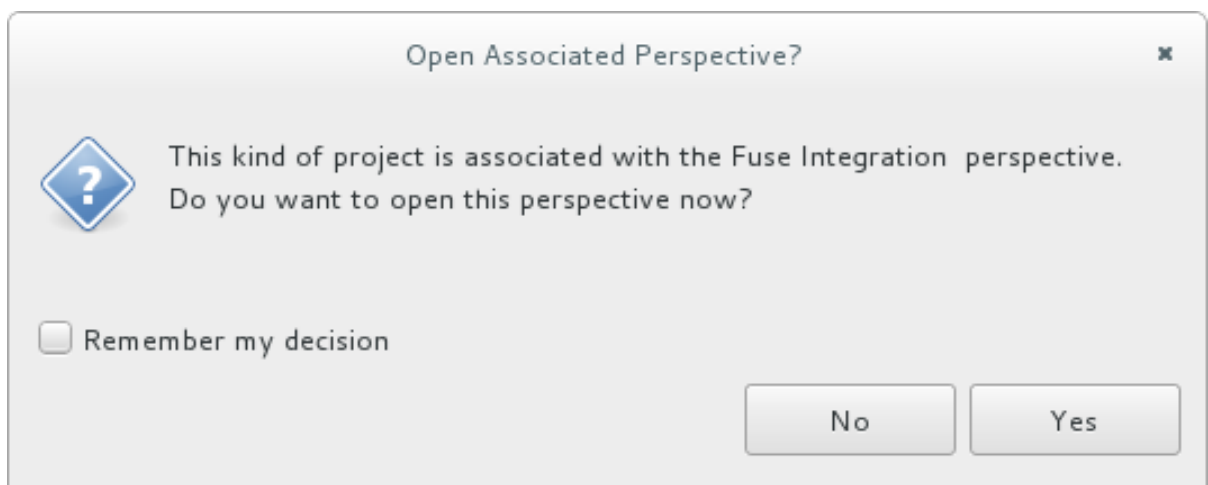 Open Associated Perspective?
This kind of project is associated with the Fuse Integration  perspective.
Do you want to open this perspective now?
Remember my decision
No
Yes